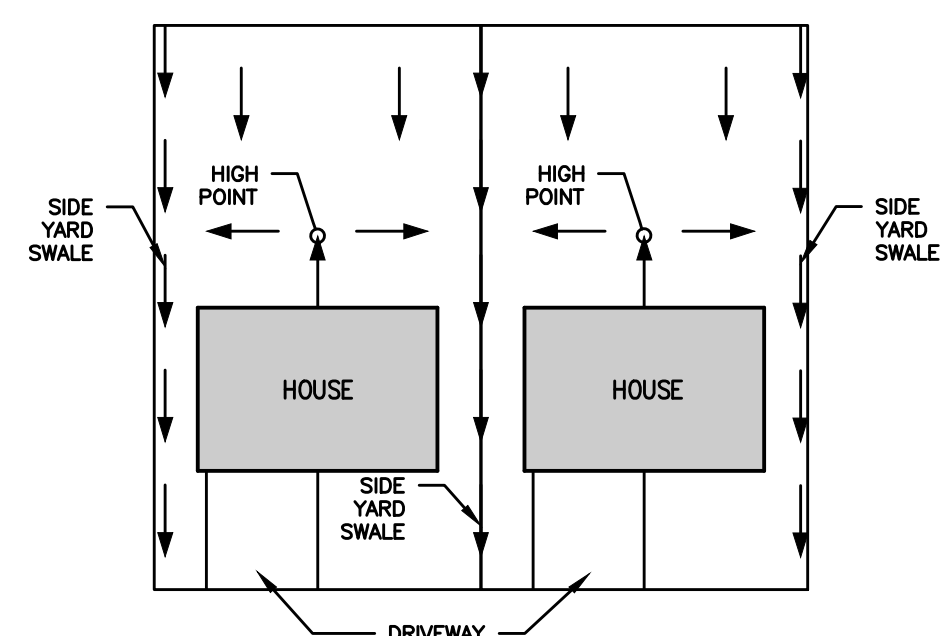 HIGH
POINT
HIGH
POINT
SIDE
YARD
SWALE
SIDE
YARD
SWALE
HOUSE
HOUSE
SIDE
YARD
SWALE
DRIVEWAY